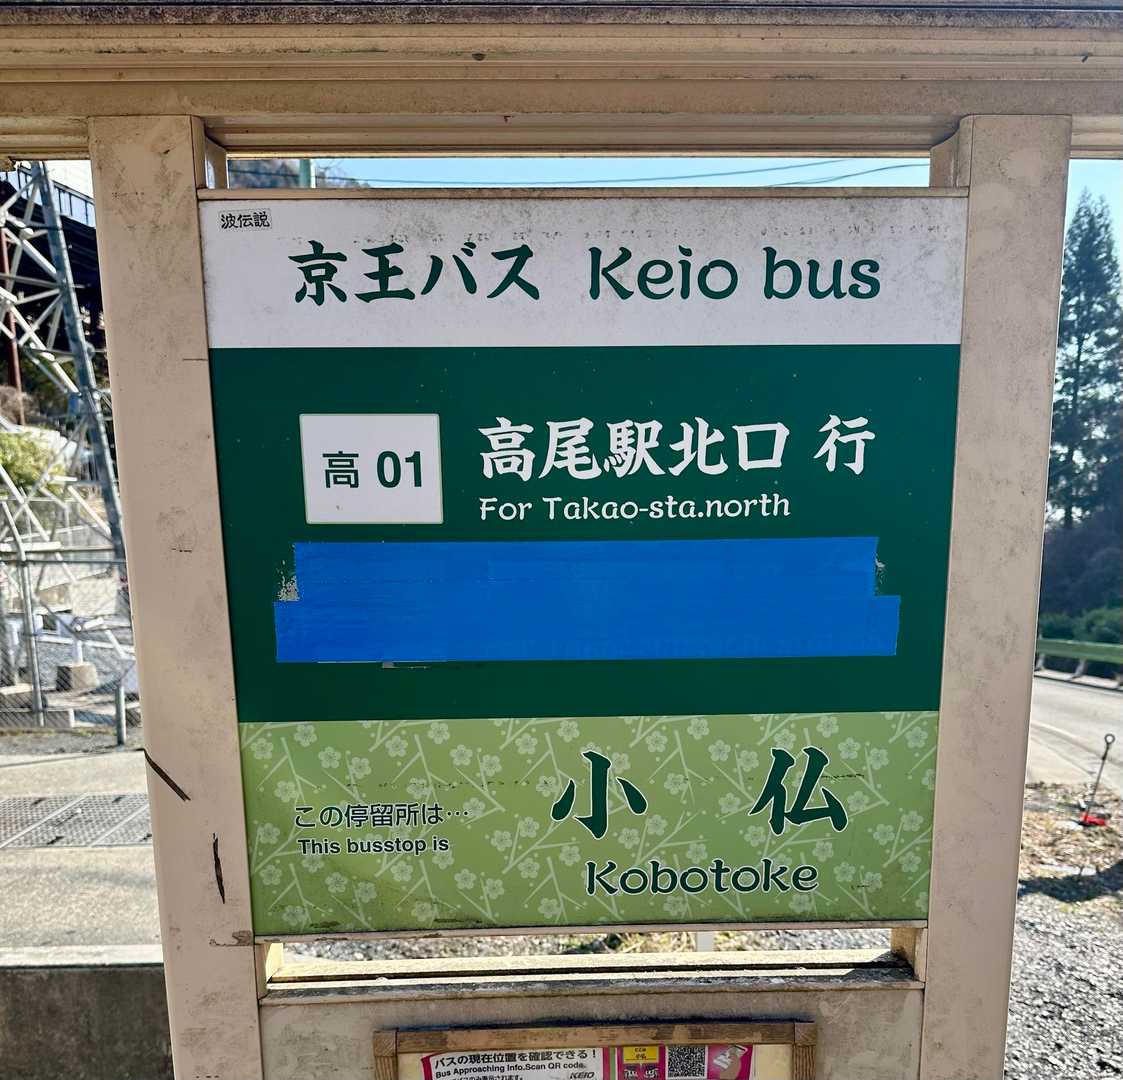 波伝説
京王バス Keio bus
高 01
高尾駅北口 行
For Takao-sta.north
この停留所は…
This busstop is
小仏
Kobotoke
バスの現在位置を確認できる!
Bus Approaching Info.Scan QR code.
KEIO